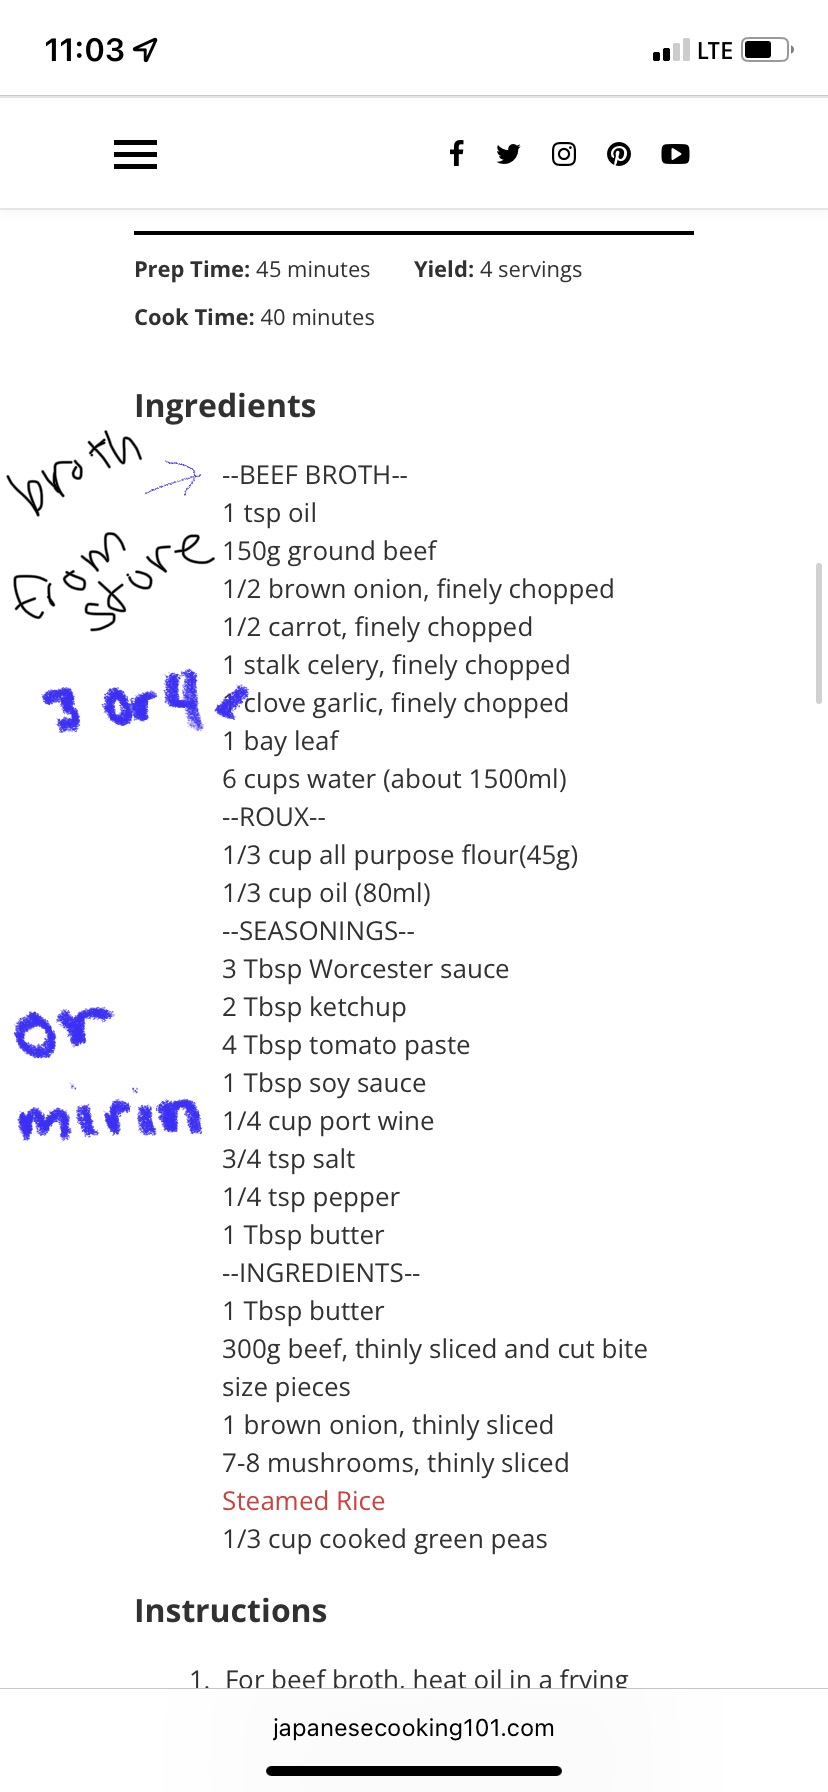 11:03 LTE
Prep Time: 45 minutes Yield: 4 servings
Cook Time: 40 minutes
Ingredients
broth
from
store
--BEEF BROTH--
1 tsp oil
150g ground beef
1/2 brown onion, finely chopped
1/2 carrot, finely chopped
1 stalk celery, finely chopped
3 or 4
clove garlic, finely chopped
1 bay leaf
6 cups water (about 1500ml)
--ROUX--
1/3 cup all purpose flour(45g)
1/3 cup oil (80ml)
--SEASONINGS--
3 Tbsp Worcester sauce
2 Tbsp ketchup
4 Tbsp tomato paste
1 Tbsp soy sauce
or
mirin
1/4 cup port wine
3/4 tsp salt
1/4 tsp pepper
1 Tbsp butter
--INGREDIENTS--
1 Tbsp butter
300g beef, thinly sliced and cut bite
size pieces
1 brown onion, thinly sliced
7-8 mushrooms, thinly sliced
Steamed Rice
1/3 cup cooked green peas
Instructions
1. For beef broth, heat oil in a frying
japanesecooking101.com